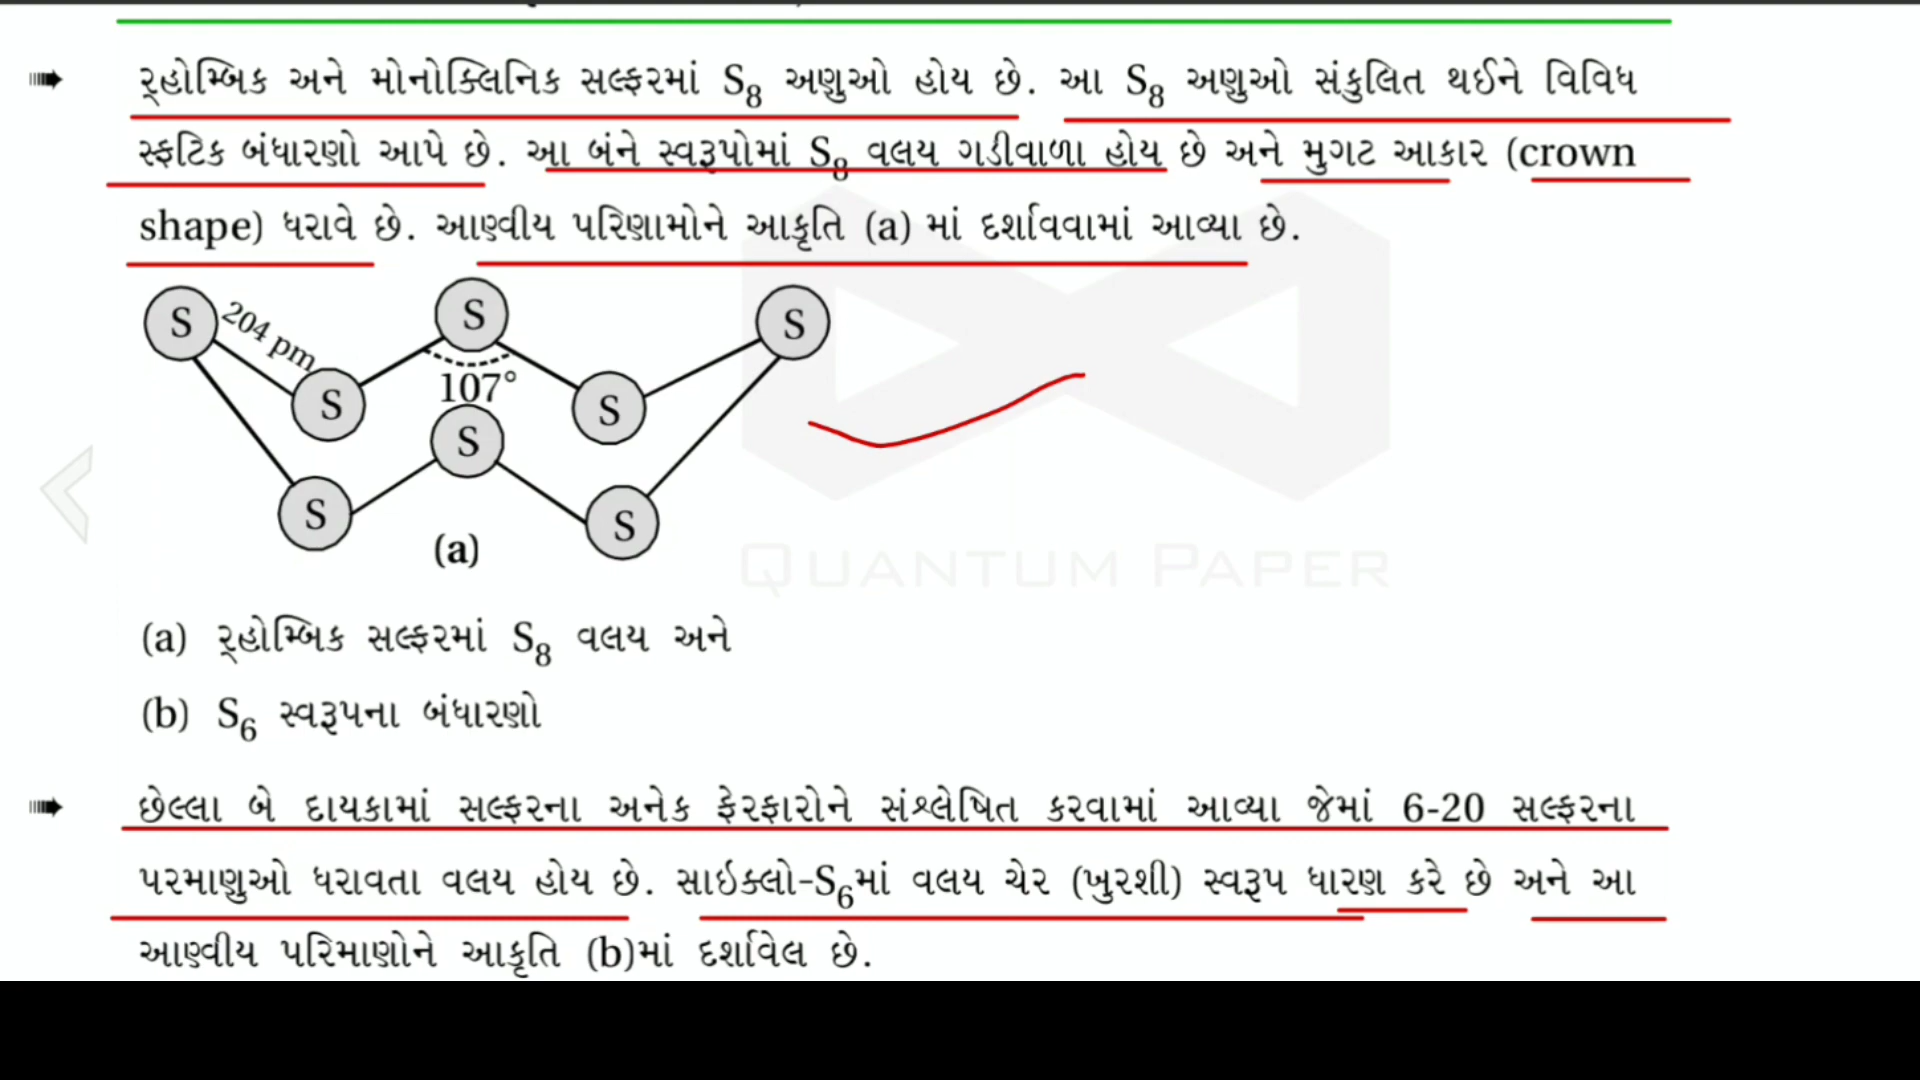 ર્હોમ્બિક અને મોનોક્લિનિક સલ્ફરમાં S8 અણુઓ હોય છે. આ S8 અણુઓ સંકુલિત થઈને વિવિધ
સ્ફટિક બંધારણો આપે છે. આ બંને સ્વરૂપોમાં S8 વલય ગડીવાળા હોય છે અને મુગટ આકાર (crown
shape) ધરાવે છે. આણ્વીય પરિણામોને આકૃતિ (a) માં દર્શાવવામાં આવ્યા છે.
S S S
204 pm
S 107° S
S
S S
(a)
QUANTUM PAPER
(a) ર્હોમ્બિક સલ્ફરમાં S8 વલય અને
(b) S6 સ્વરૂપના બંધારણો
છેલ્લા બે દાયકામાં સલ્ફરના અનેક ફેરફારોને સંશ્લેષિત કરવામાં આવ્યા જેમાં 6-20 સલ્ફરના
પરમાણુઓ ધરાવતા વલય હોય છે. સાઇક્લો-S6માં વલય ચેર (ખુરશી) સ્વરૂપ ધારણ કરે છે અને આ
આણ્વીય પરિમાણોને આકૃતિ (b)માં દર્શાવેલ છે.